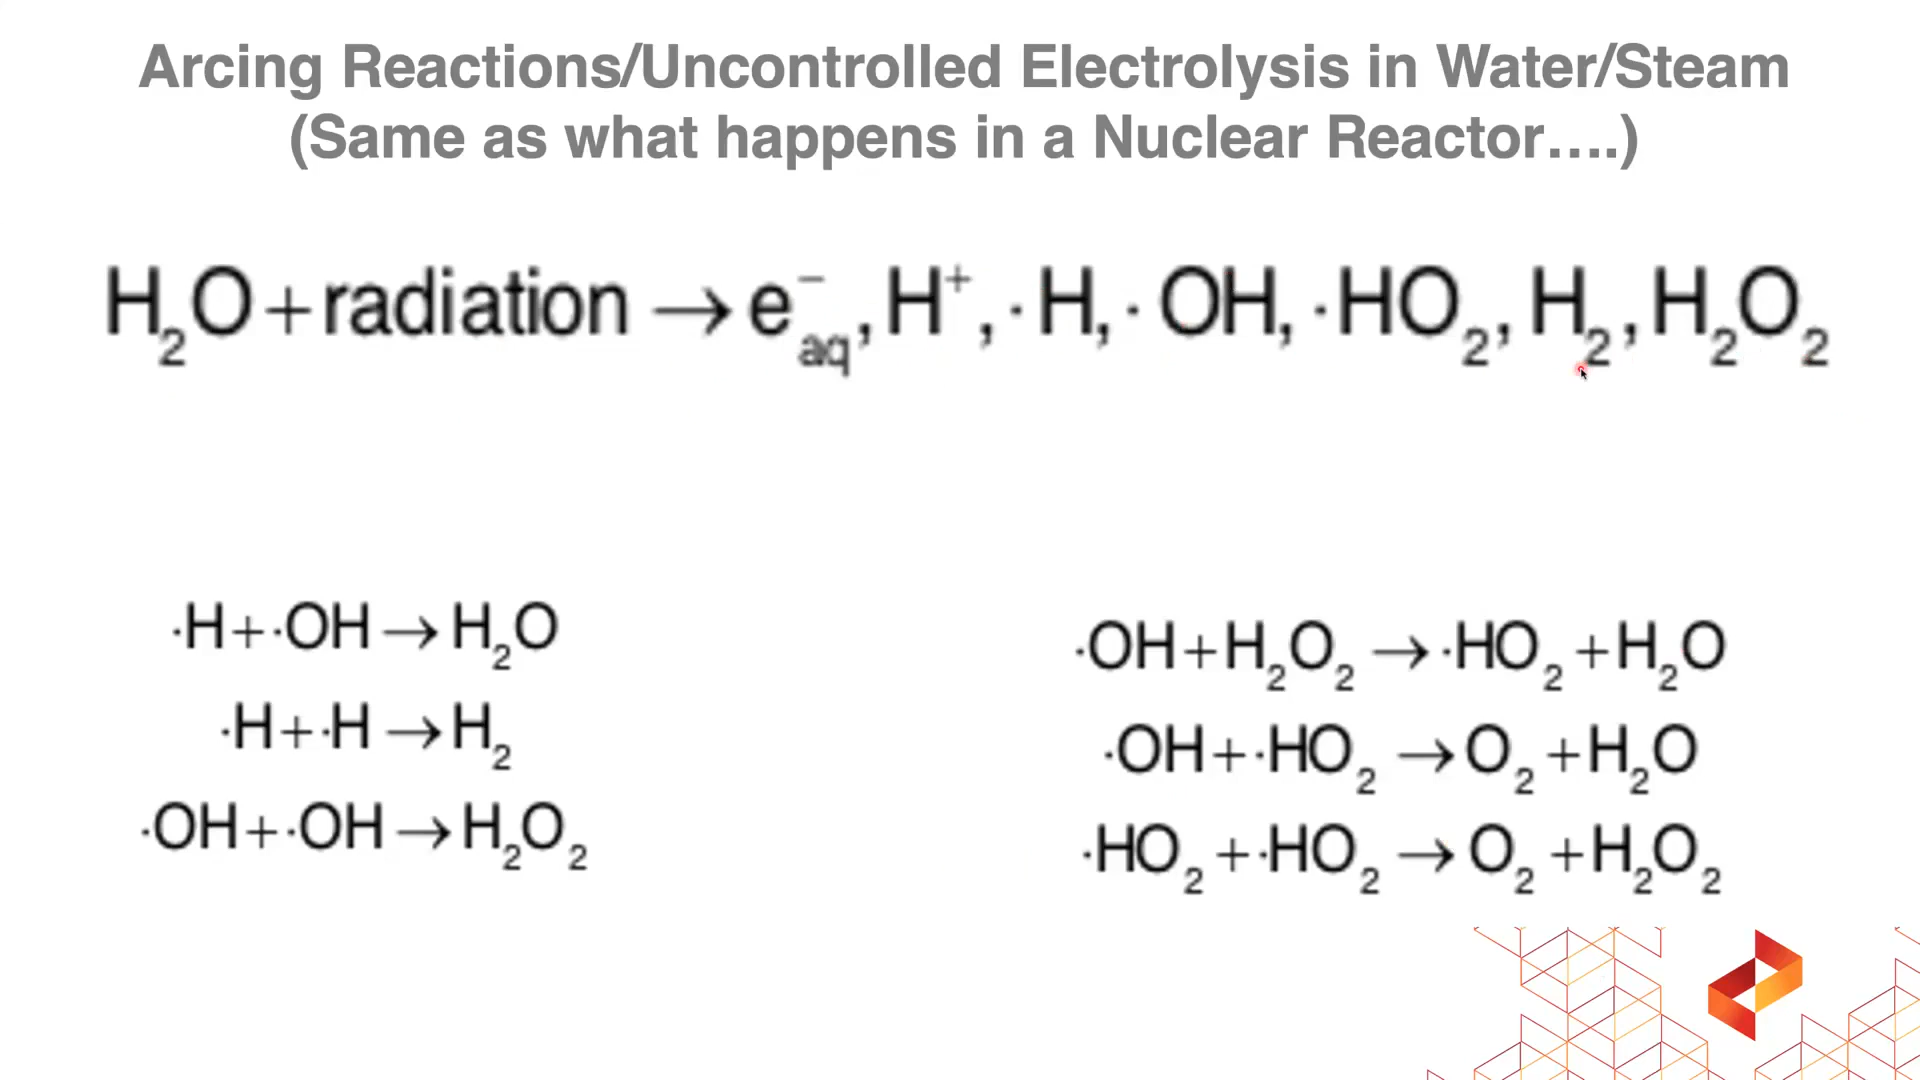 Arcing Reactions/Uncontrolled Electrolysis in Water/Steam
(Same as what happens in a Nuclear Reactor….)
H₂O + radiation → e⁻aq, H⁺, ·H, ·OH, ·HO₂, H₂, H₂O₂
·H + ·OH → H₂O
·H + ·H → H₂
·OH + ·OH → H₂O₂
·OH + H₂O₂ → ·HO₂ + H₂O
·OH + ·HO₂ → O₂ + H₂O
·HO₂ + ·HO₂ → O₂ + H₂O₂